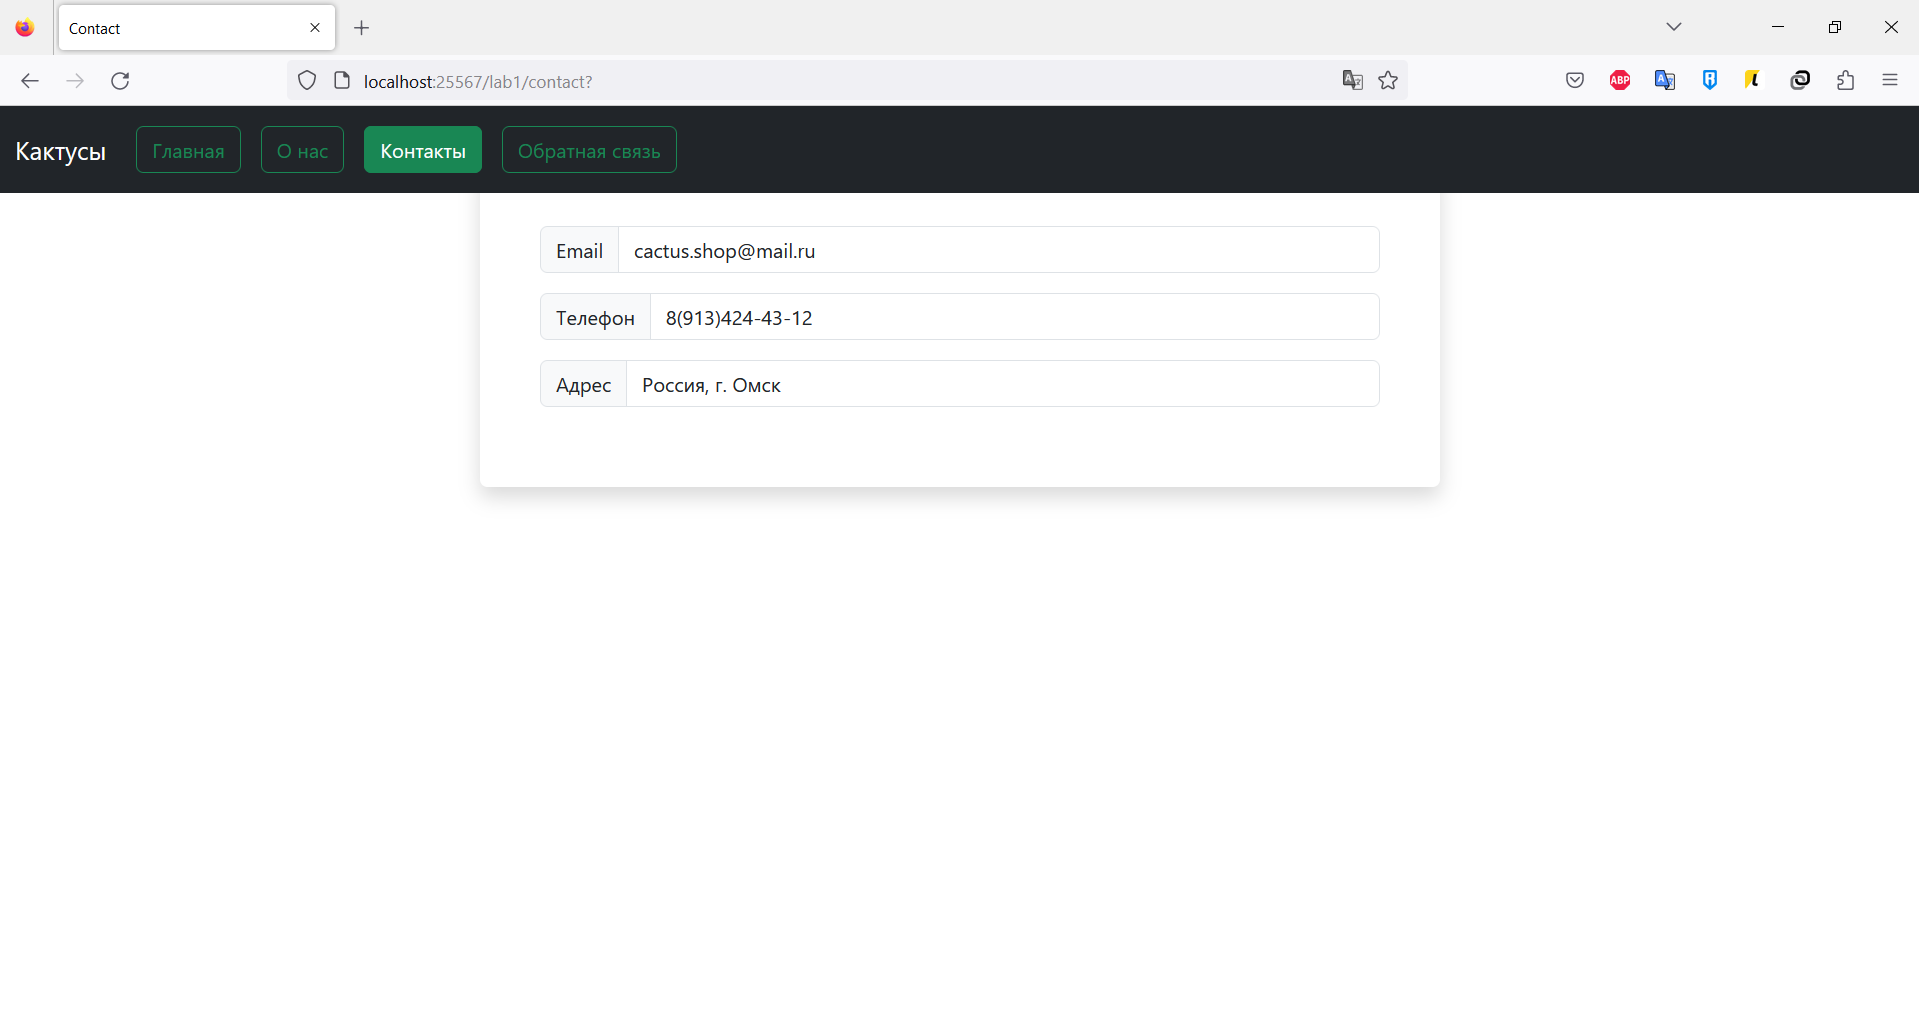 Contact
localhost:25567/lab1/contact?
ABP
Кактусы
Главная
О нас
Контакты
Обратная связь
Email
cactus.shop@mail.ru
Телефон
8(913)424-43-12
Адрес
Россия, г. Омск